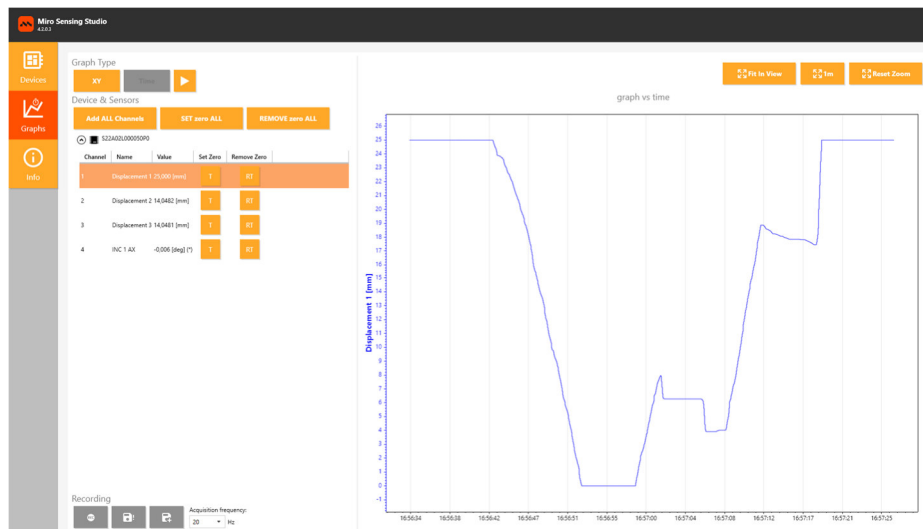 Miro Sensing Studio
4.2.0.3
Devices
Graphs
Info
Graph Type
XY
Time
Device & Sensors
Add ALL Channels
SET zero ALL
REMOVE zero ALL
S22A02L000050P0
Channel Name Value Set Zero Remove Zero
1 Displacement 1 25,000 [mm] T RT
2 Displacement 2 14,0482 [mm] T RT
3 Displacement 3 14,0481 [mm] T RT
4 INC 1 AX -0,006 [deg] (*) T RT
Recording
Acquisition frequency:
20 Hz
Fit In View
1m
Reset Zoom
graph vs time
Displacement 1 [mm]
26
25
24
23
22
21
20
19
18
17
16
15
14
13
12
11
10
9
8
7
6
5
4
3
2
1
0
-1
16:56:34 16:56:38 16:56:42 16:56:47 16:56:51 16:56:55 16:57:00 16:57:04 16:57:08 16:57:12 16:57:17 16:57:21 16:57:25